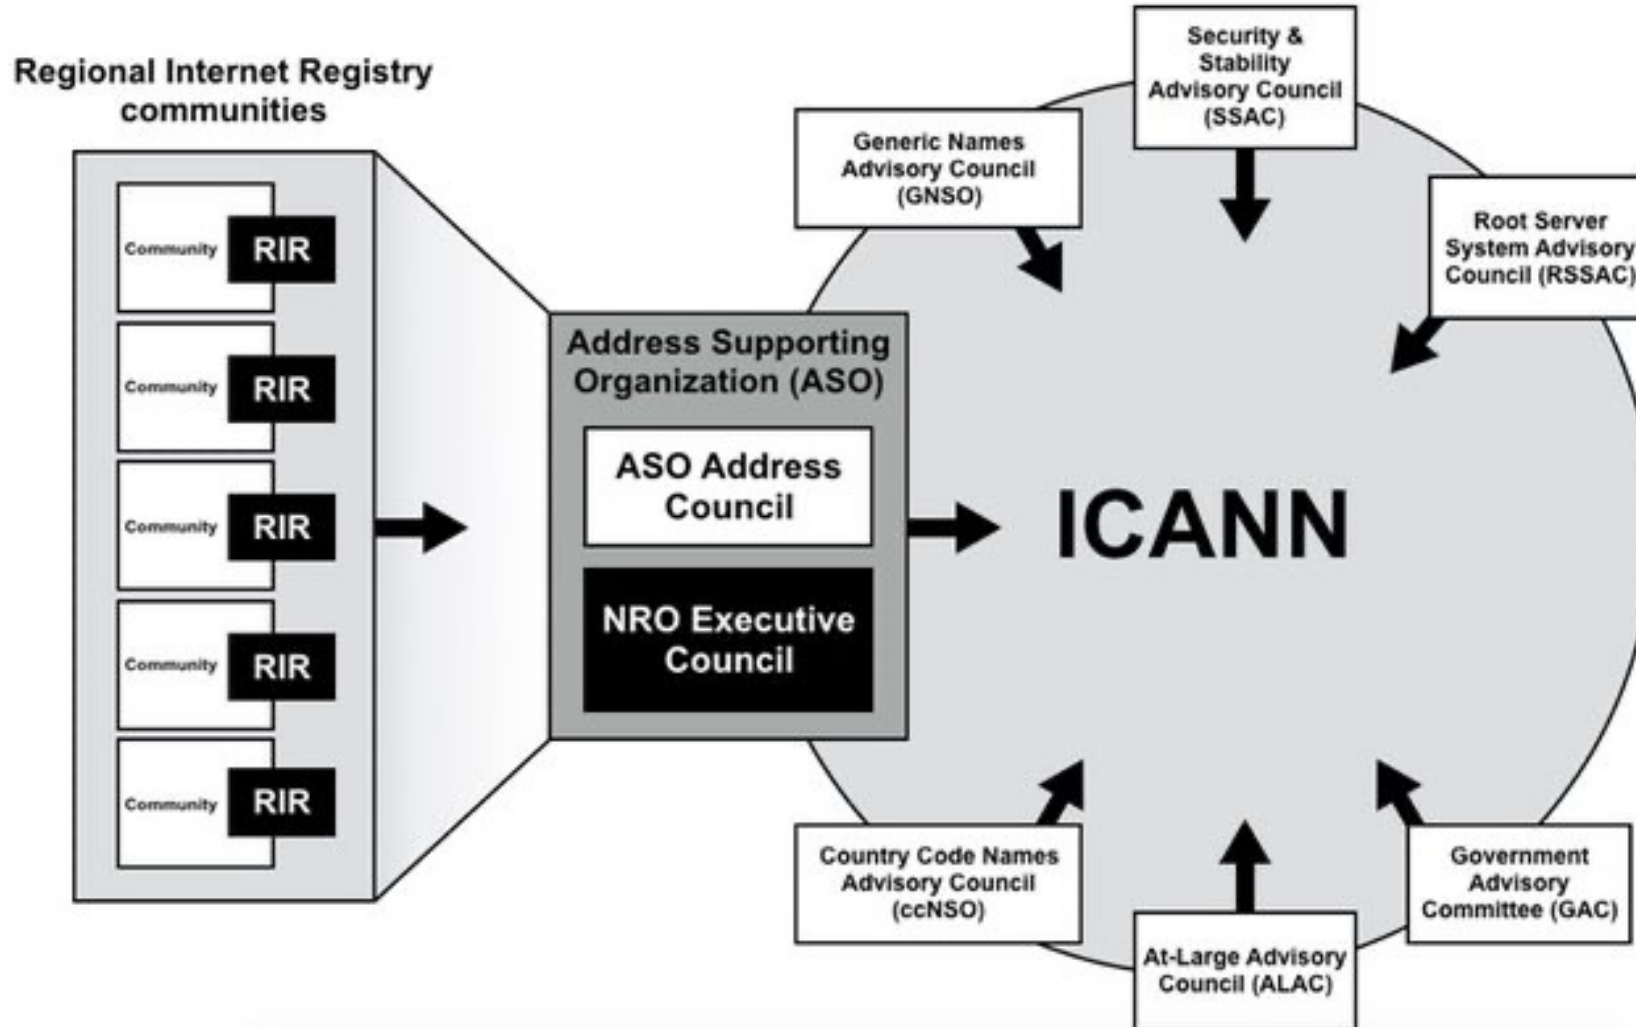 Regional Internet Registry
communities
Community
RIR
Community
RIR
Community
RIR
Community
RIR
Community
RIR
Address Supporting
Organization (ASO)
ASO Address
Council
NRO Executive
Council
Generic Names
Advisory Council
(GNSO)
Security &
Stability
Advisory Council
(SSAC)
Root Server
System Advisory
Council (RSSAC)
ICANN
Country Code Names
Advisory Council
(ccNSO)
At-Large Advisory
Council (ALAC)
Government
Advisory
Committee (GAC)